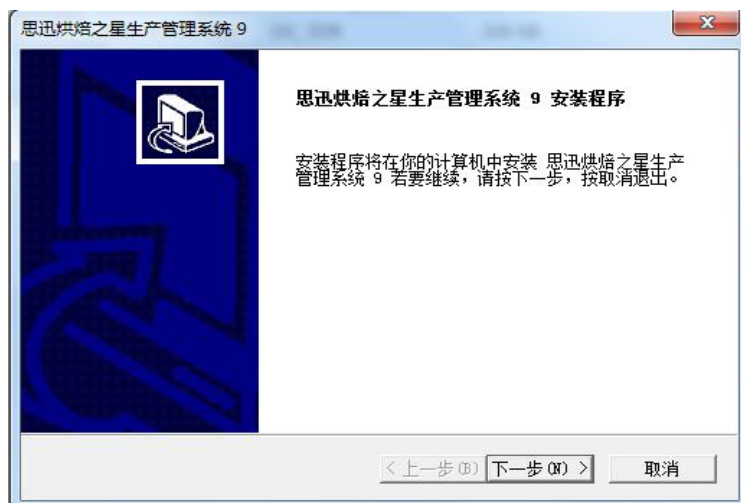 思迅烘焙之星生产管理系统 9
思迅烘焙之星生产管理系统 9 安装程序
安装程序将在你的计算机中安装 思迅烘焙之星生产
管理系统 9 若要继续，请按下一步，按取消退出。
< 上一步(B) 下一步(N) > 取消